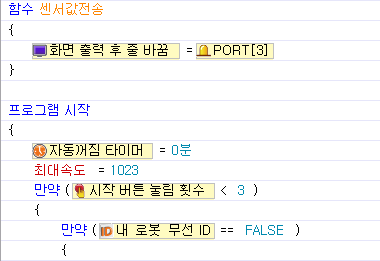 함수 센서값전송
{
화면 출력 후 줄 바꿈 = PORT[3]
}
프로그램 시작
{
자동꺼짐 타이머 = 0분
최대속도 = 1023
만약 ( 시작 버튼 눌림 횟수 < 3 )
{
만약 ( 내 로봇 무선 ID == FALSE )
{